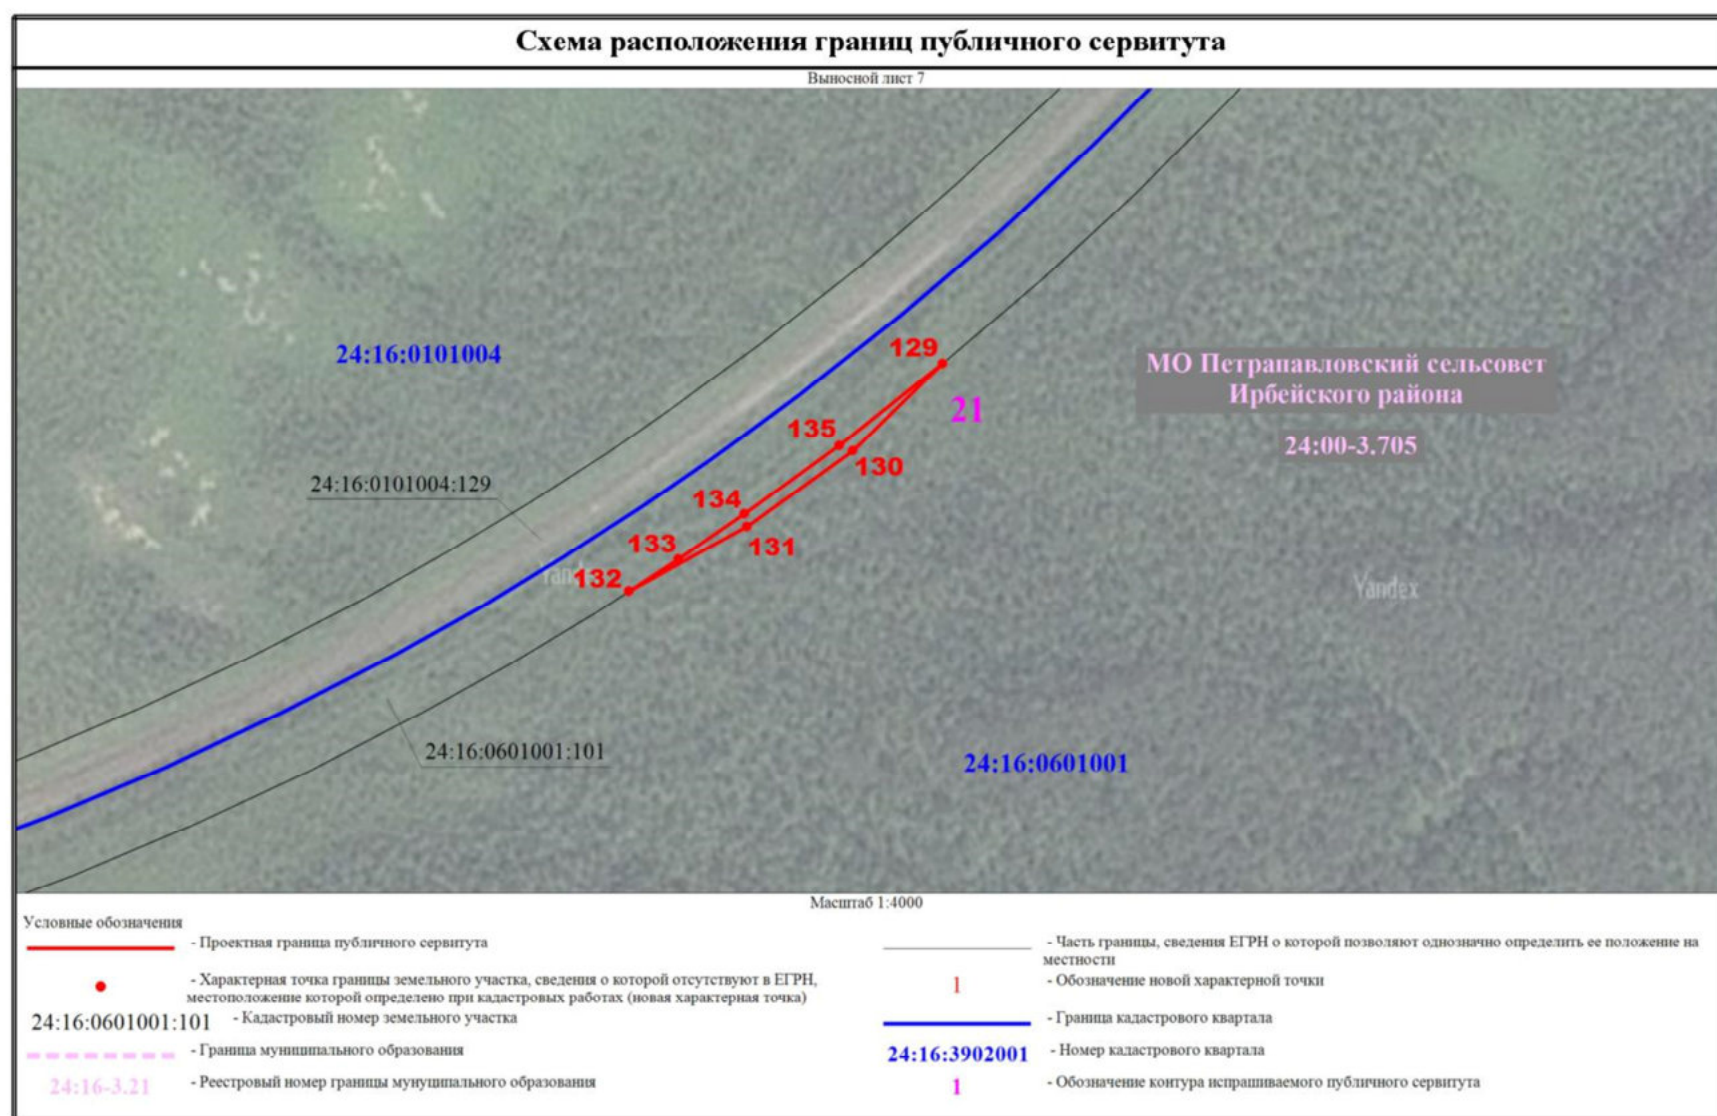 Схема расположения границ публичного сервитута
Выносной лист 7
129
24:16:0101004
МО Петрапавловский сельсовет
Ирбейского района
21
135
24:00-3.705
130
24:16:0101004:129
134
131
133
132
Yandex
Yandex
24:16:0601001:101
24:16:0601001
Масштаб 1:4000
Условные обозначения
- Проектная граница публичного сервитута
- Часть границы, сведения ЕГРН о которой позволяют однозначно определить ее положение на
местности
- Характерная точка границы земельного участка, сведения о которой отсутствуют в ЕГРН,
местоположение которой определено при кадастровых работах (новая характерная точка)
1 - Обозначение новой характерной точки
24:16:0601001:101 - Кадастровый номер земельного участка
- Граница кадастрового квартала
- Граница муниципального образования
24:16:3902001 - Номер кадастрового квартала
24:16-3.21 - Реестровый номер границы мунуципального образования
1 - Обозначение контура испрашиваемого публичного сервитута